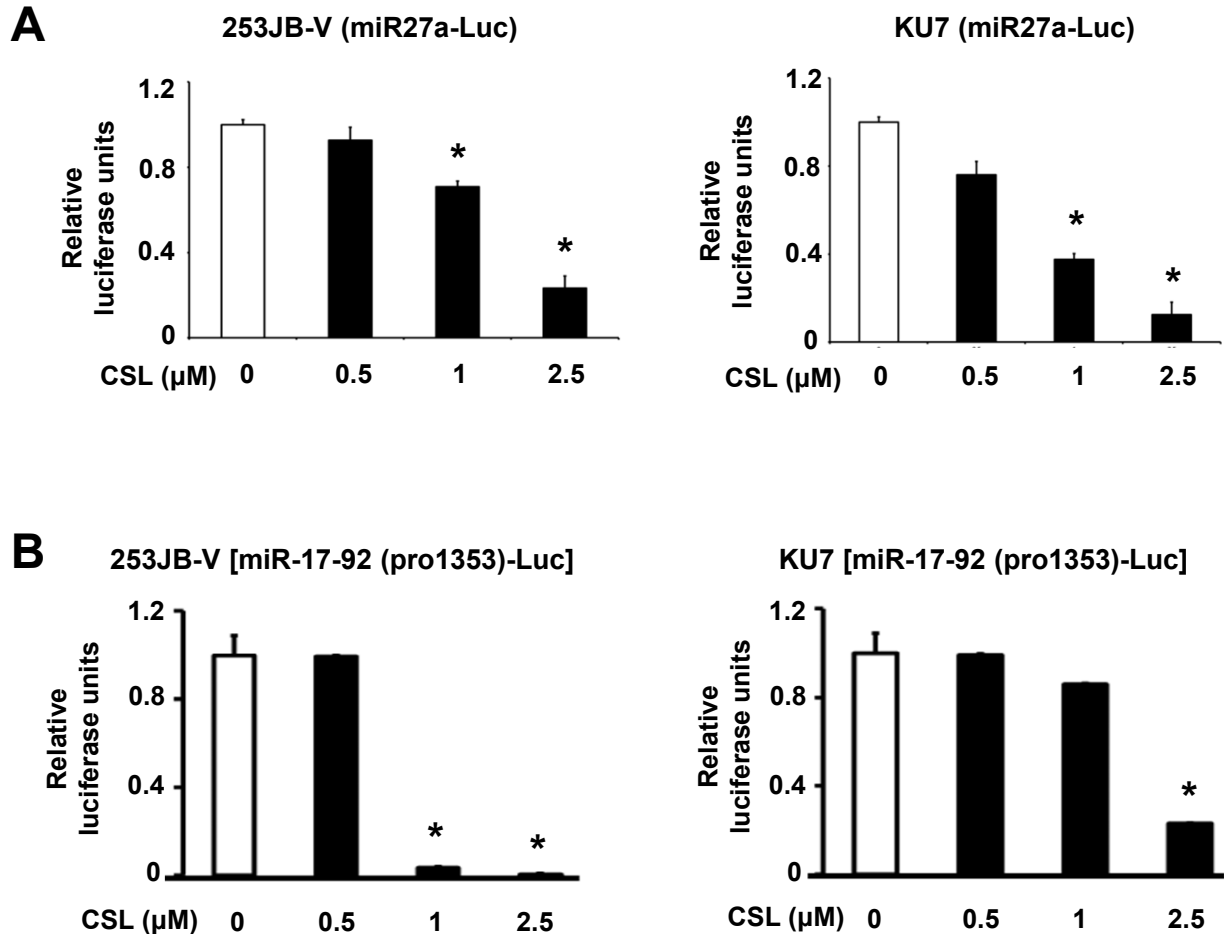 A
253JB-V (miR27a-Luc)
Relative
luciferase units
1.2
0.8
0.4
0
*
*
CSL (µM) 0 0.5 1 2.5
KU7 (miR27a-Luc)
Relative
luciferase units
1.2
0.8
0.4
0
*
*
CSL (µM) 0 0.5 1 2.5
B
253JB-V [miR-17-92 (pro1353)-Luc]
Relative
luciferase units
1.2
0.8
0.4
0
*
*
CSL (µM) 0 0.5 1 2.5
KU7 [miR-17-92 (pro1353)-Luc]
Relative
luciferase units
1.2
0.8
0.4
0
*
CSL (µM) 0 0.5 1 2.5